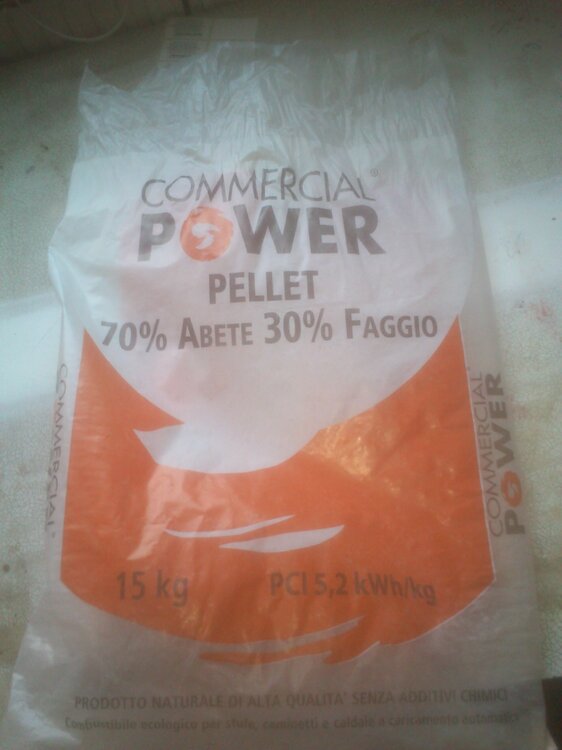 COMMERCIAL®
POWER
PELLET
70% ABETE 30% FAGGIO
COMMERCIAL®
COMMERCIAL
POWER
15 kg
PCI 5,2 kWh/kg
PRODOTTO NATURALE DI ALTA QUALITA' SENZA ADDITIVI CHIMICI
Combustibile ecologico per stufe, caminetti e caldaie a caricamento automatico